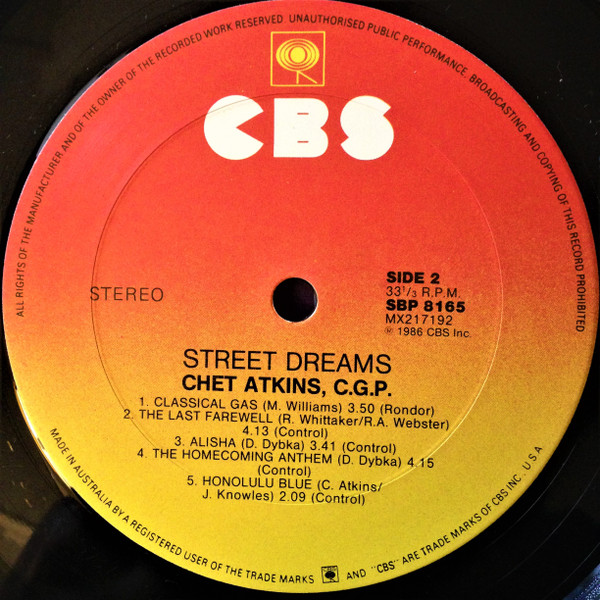 ALL RIGHTS OF THE MANUFACTURER AND OF THE OWNER OF THE RECORDED WORK RESERVED. UNAUTHORISED PUBLIC PERFORMANCE, BROADCASTING AND COPYING OF THIS RECORD PROHIBITED
CBS
STEREO
SIDE 2
33 1/3 R.P.M.
SBP 8165
MX217192
℗ 1986 CBS Inc.
STREET DREAMS
CHET ATKINS, C.G.P.
1. CLASSICAL GAS (M. Williams) 3.50 (Rondor)
2. THE LAST FAREWELL (R. Whittaker/R.A. Webster)
4.13 (Control)
3. ALISHA (D. Dybka) 3.41 (Control)
4. THE HOMECOMING ANTHEM (D. Dybka) 4.15
(Control)
5. HONOLULU BLUE (C. Atkins/
J. Knowles) 2.09 (Control)
MADE IN AUSTRALIA BY A REGISTERED USER OF THE TRADE MARKS CBS AND "CBS" ARE TRADE MARKS OF CBS INC. U S A